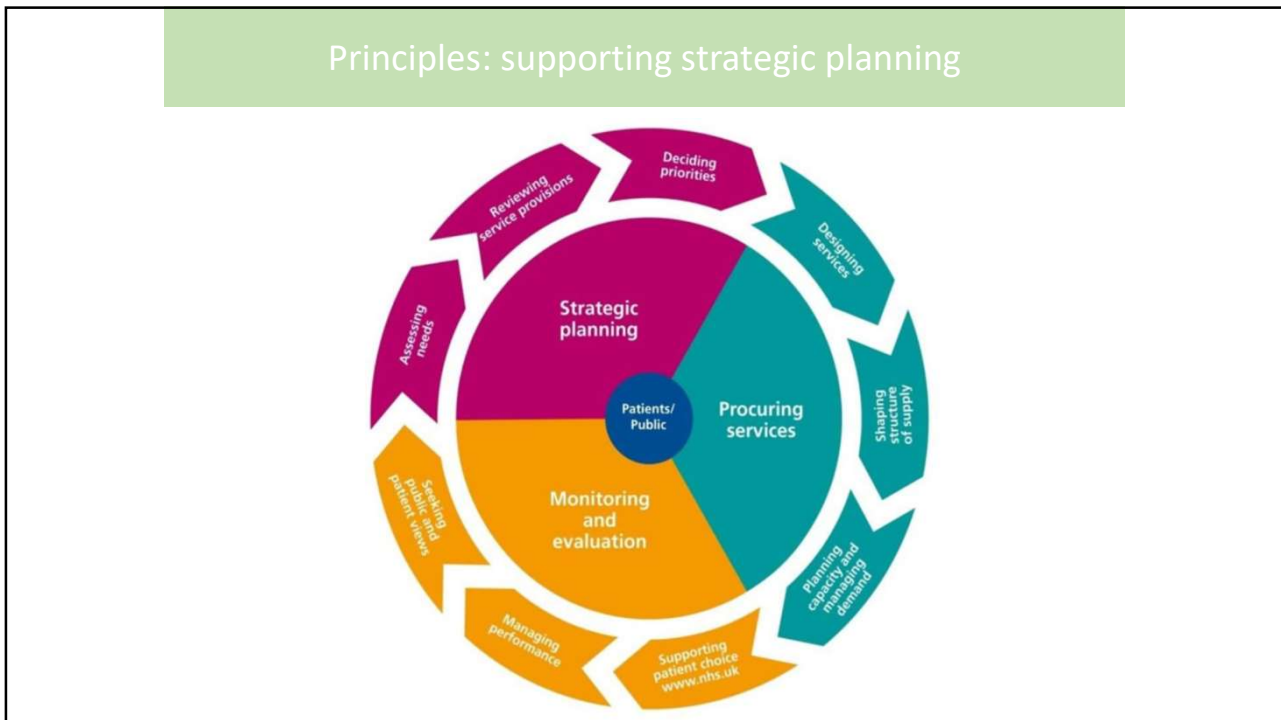 Principles: supporting strategic planning
Deciding
priorities
Designing
services
Shaping
structure
of supply
Planning
capacity and
managing
demand
Supporting
patient choice
www.nhs.uk
Managing
performance
Seeking
public and
patient views
Assessing
needs
Reviewing
service provisions
Strategic
planning
Procuring
services
Monitoring
and
evaluation
Patients/
Public